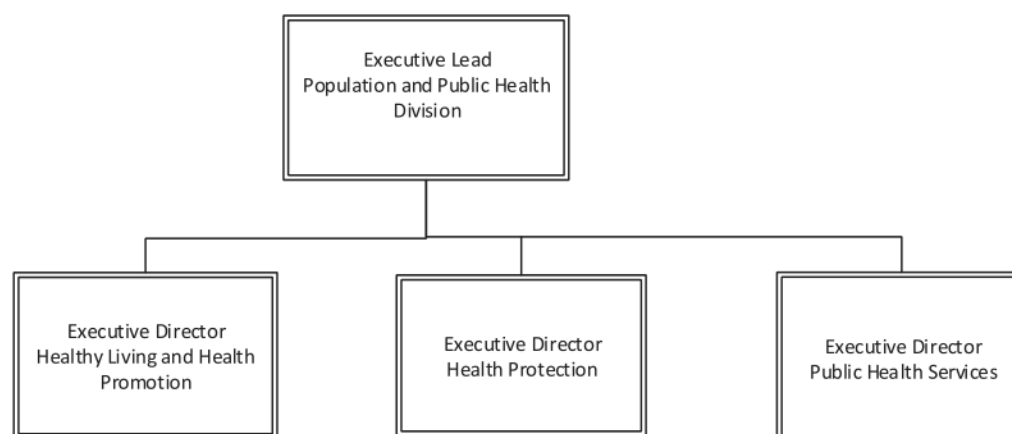 Executive Lead
Population and Public Health
Division
Executive Director
Healthy Living and Health
Promotion
Executive Director
Health Protection
Executive Director
Public Health Services